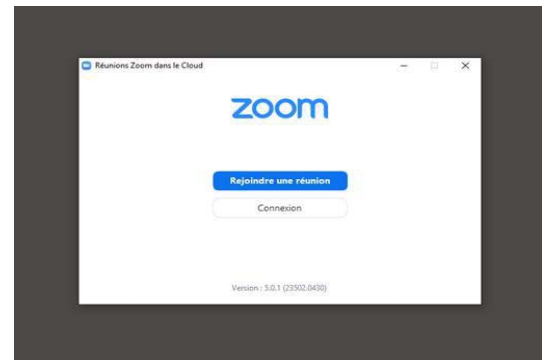 Réunions Zoom dans le Cloud
zoom
Rejoindre une réunion
Connexion
Version : 5.0.1 (23502.0430)